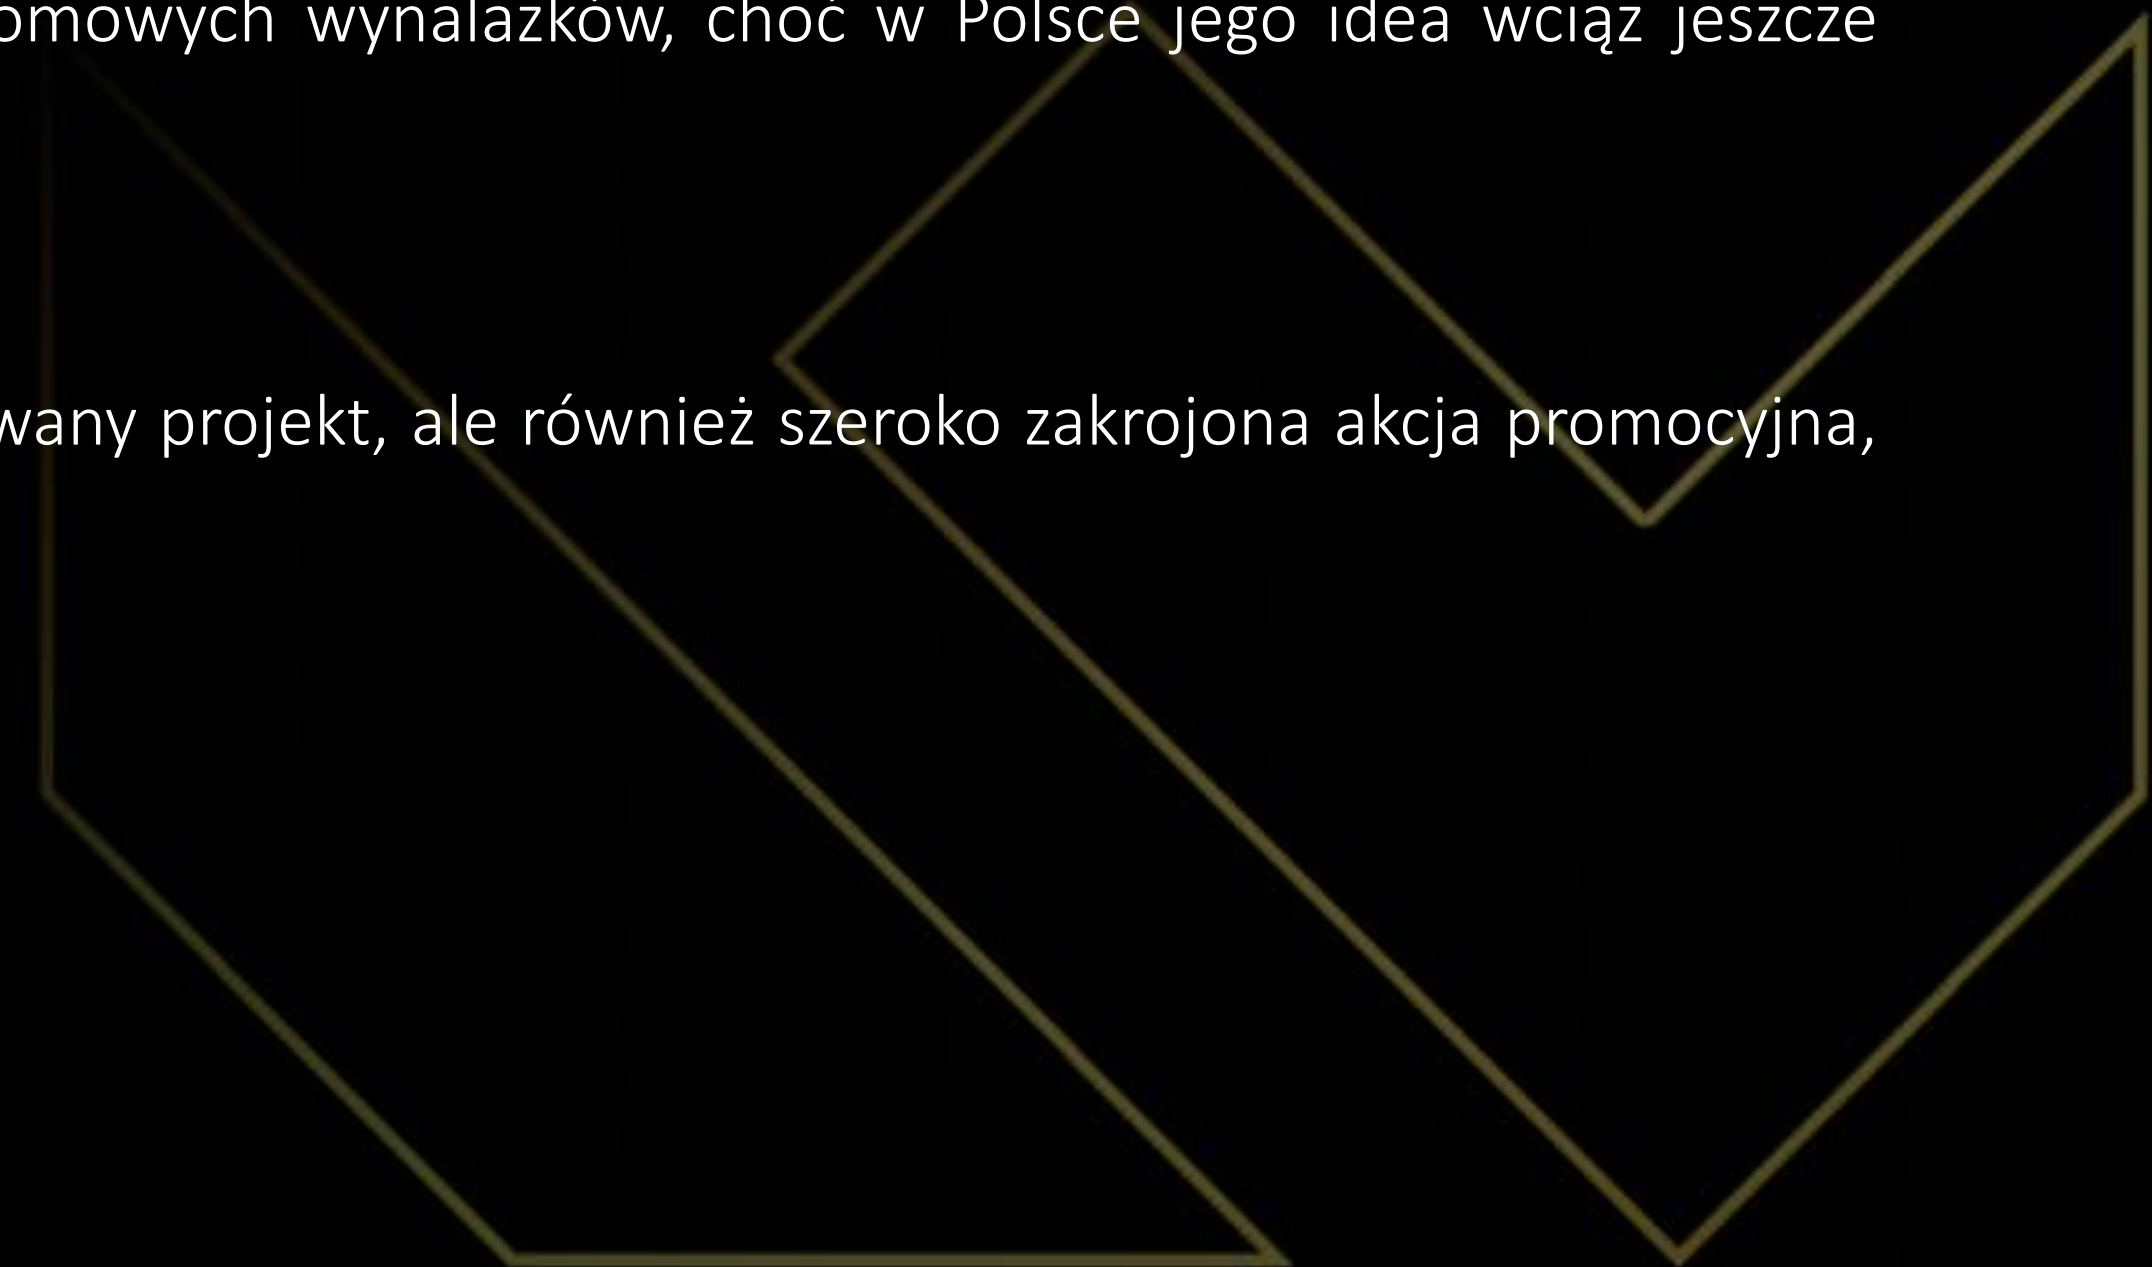 omowych wynalazków, choć w Polsce jego idea wciąż jeszcze
wany projekt, ale również szeroko zakrojona akcja promocyjna,